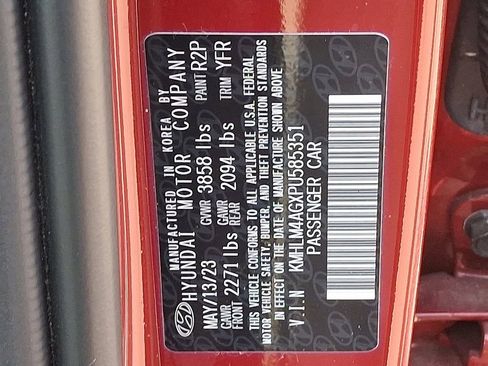 MANUFACTURED IN KOREA BY
HYUNDAI MOTOR COMPANY
MAY/13/23 GVWR 3858 lbs PAINT R2P
GAWR FRONT 2271 lbs GAWR REAR 2094 lbs TRIM YFR
THIS VEHICLE CONFORMS TO ALL APPLICABLE U.S.A. FEDERAL
MOTOR VEHICLE SAFETY, BUMPER, AND THEFT PREVENTION STANDARDS
IN EFFECT ON THE DATE OF MANUFACTURE SHOWN ABOVE
V.I.N KMHLM4AGXPU585351
PASSENGER CAR